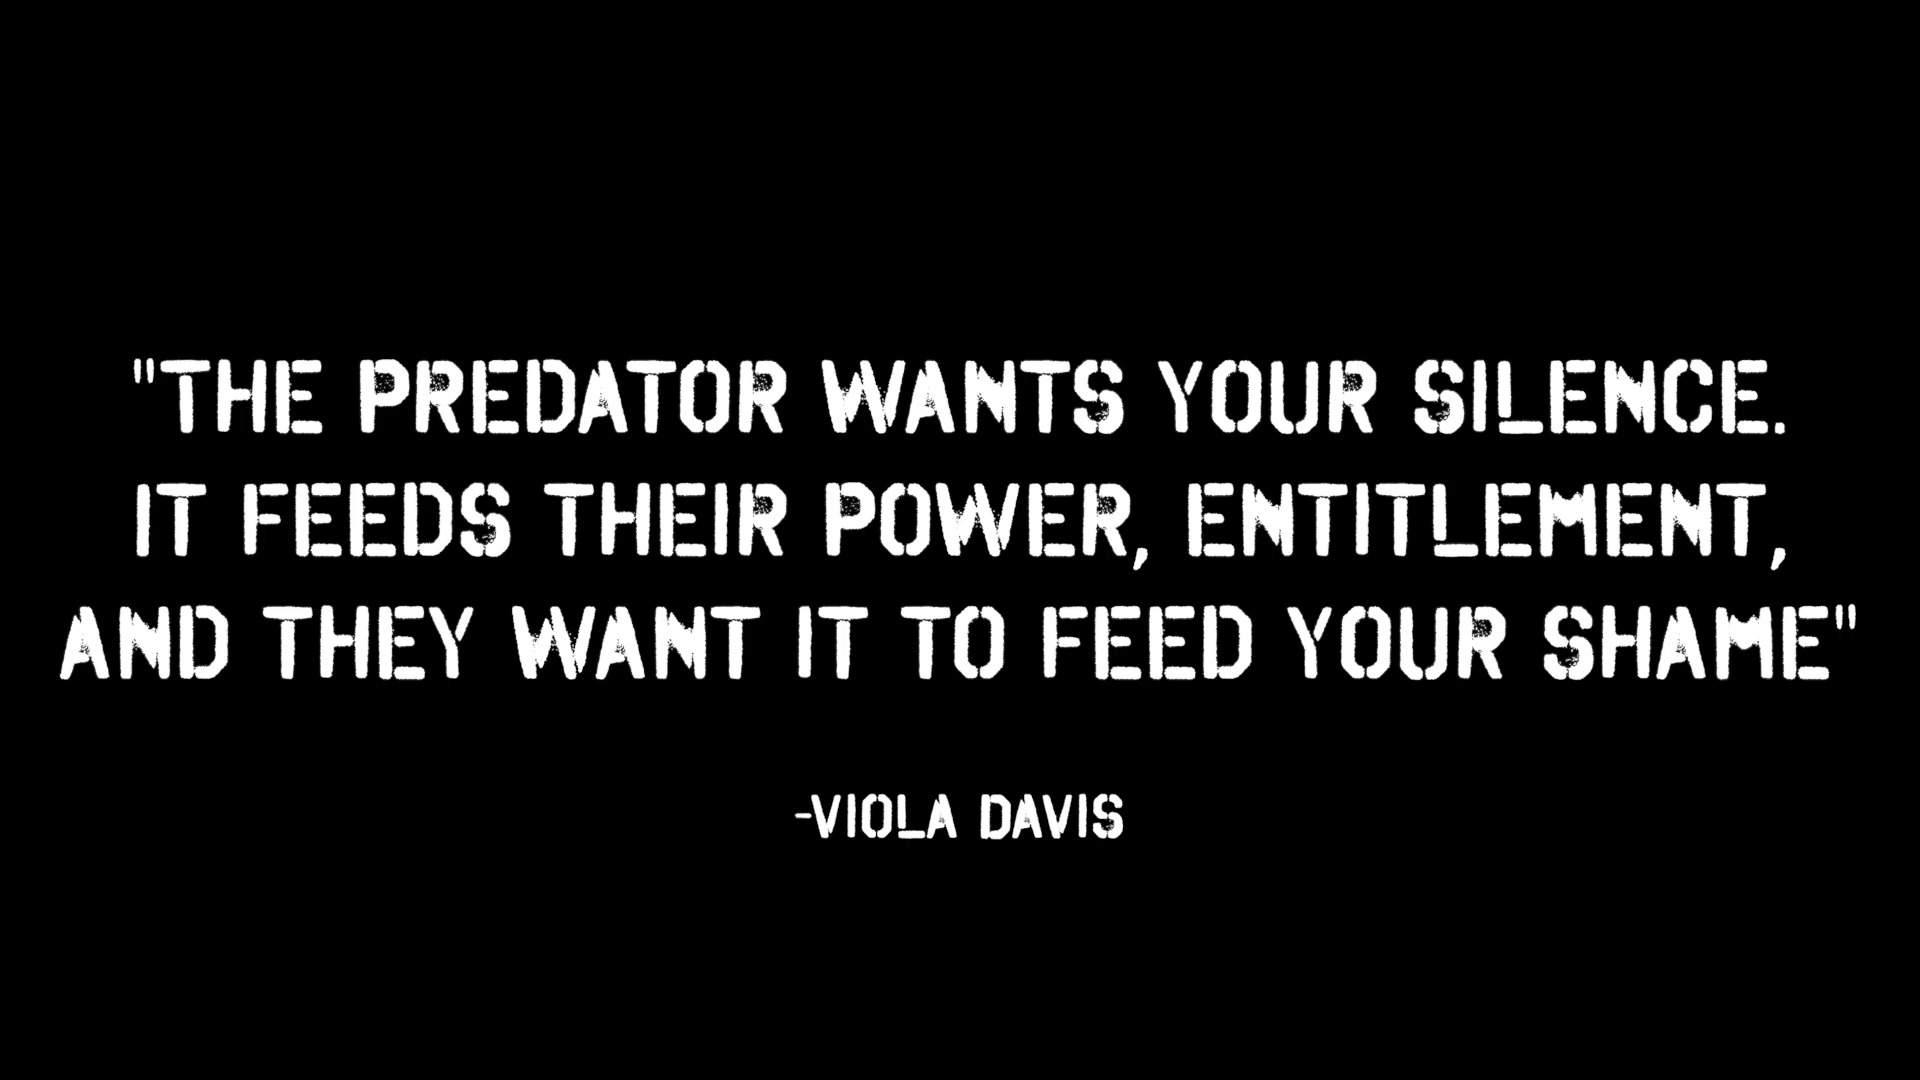 "THE PREDATOR WANTS YOUR SILENCE.
IT FEEDS THEIR POWER, ENTITLEMENT,
AND THEY WANT IT TO FEED YOUR SHAME"
-VIOLA DAVIS